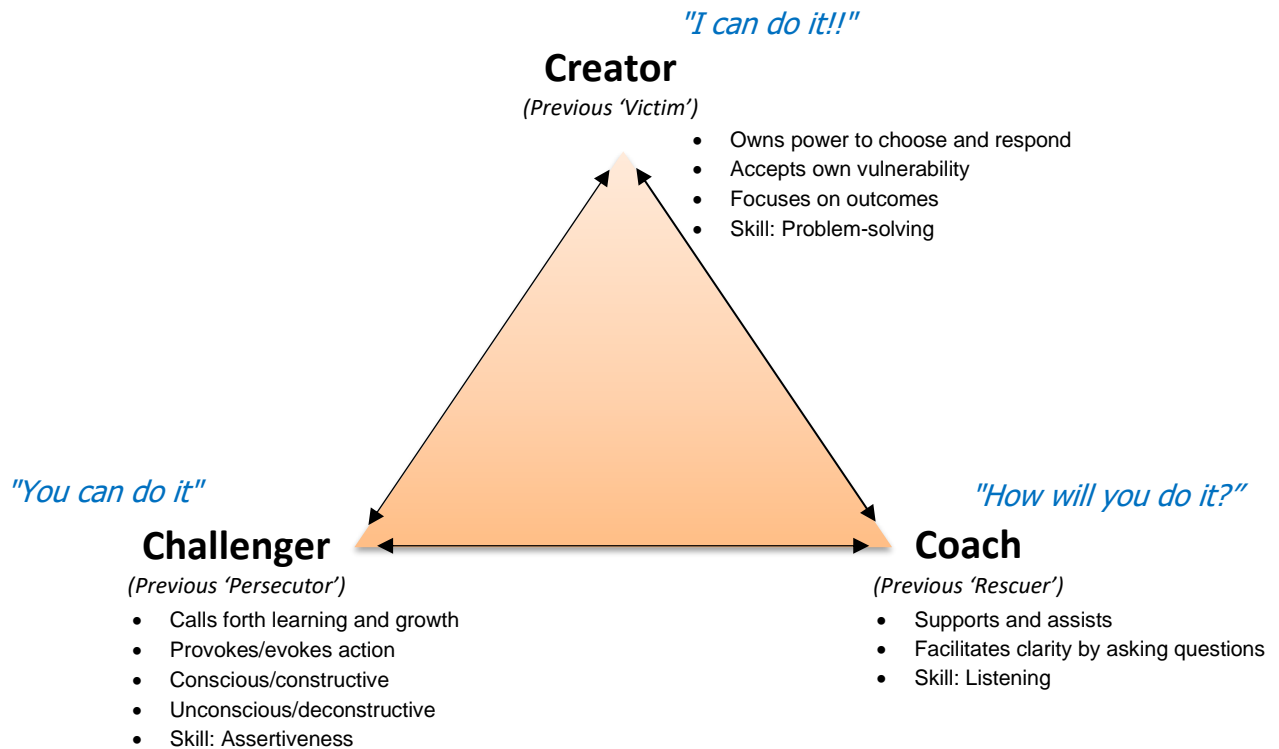 "I can do it!!"
Creator
(Previous ‘Victim’)
• Owns power to choose and respond
• Accepts own vulnerability
• Focuses on outcomes
• Skill: Problem-solving
"You can do it"
Challenger
(Previous ‘Persecutor’)
• Calls forth learning and growth
• Provokes/evokes action
• Conscious/constructive
• Unconscious/deconstructive
• Skill: Assertiveness
"How will you do it?”
Coach
(Previous ‘Rescuer’)
• Supports and assists
• Facilitates clarity by asking questions
• Skill: Listening